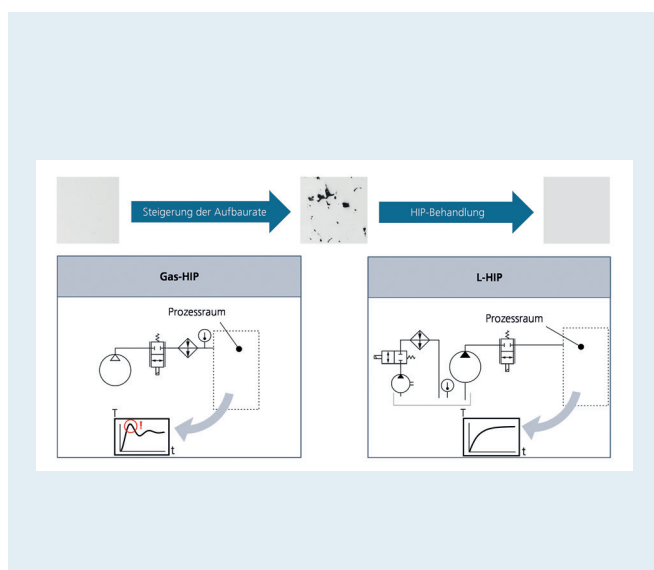 Steigerung der Aufbaurate
HIP-Behandlung
Gas-HIP
L-HIP
Prozessraum
T
!
t
Prozessraum
T
t